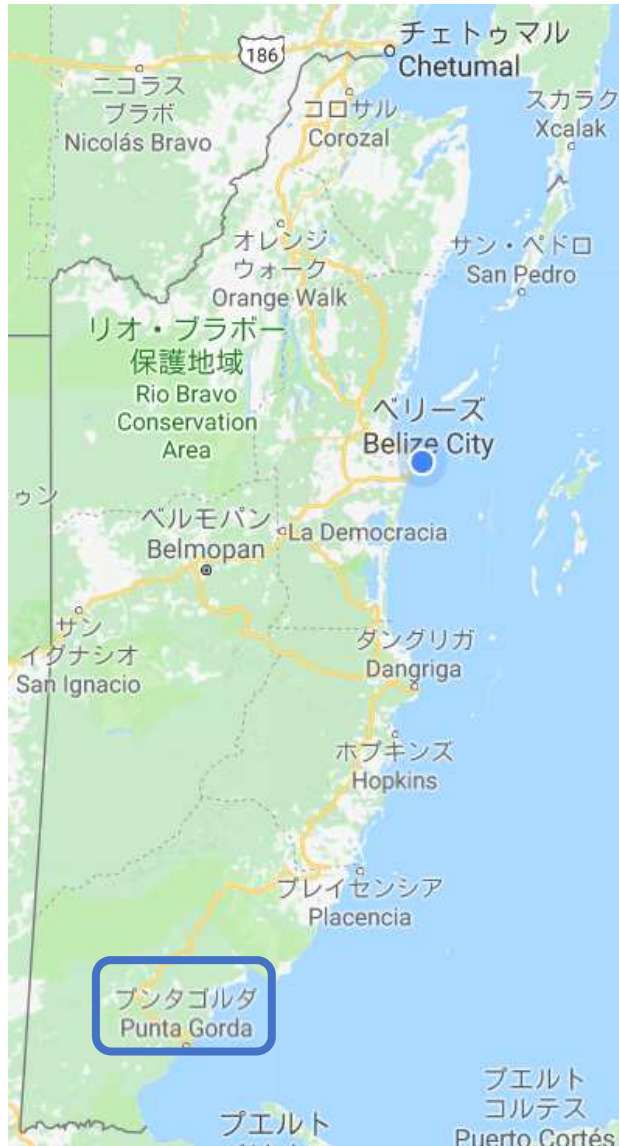 186
チェトゥマル
Chetumal
ニコラス
ブラボ
Nicolás Bravo
コロサル
Corozal
スカラク
Xcalak
オレンジ
ウォーク
Orange Walk
サン・ペドロ
San Pedro
リオ・ブラボー
保護地域
Rio Bravo
Conservation
Area
ベリーズ
Belize City
ゥン
ベルモパン
Belmopan
La Democracia
サン
イグナシオ
San Ignacio
ダングリガ
Dangriga
ホプキンズ
Hopkins
プレイセンシア
Placencia
プンタゴルダ
Punta Gorda
プエルト
コルテス
Puerto Cortés
プエルト